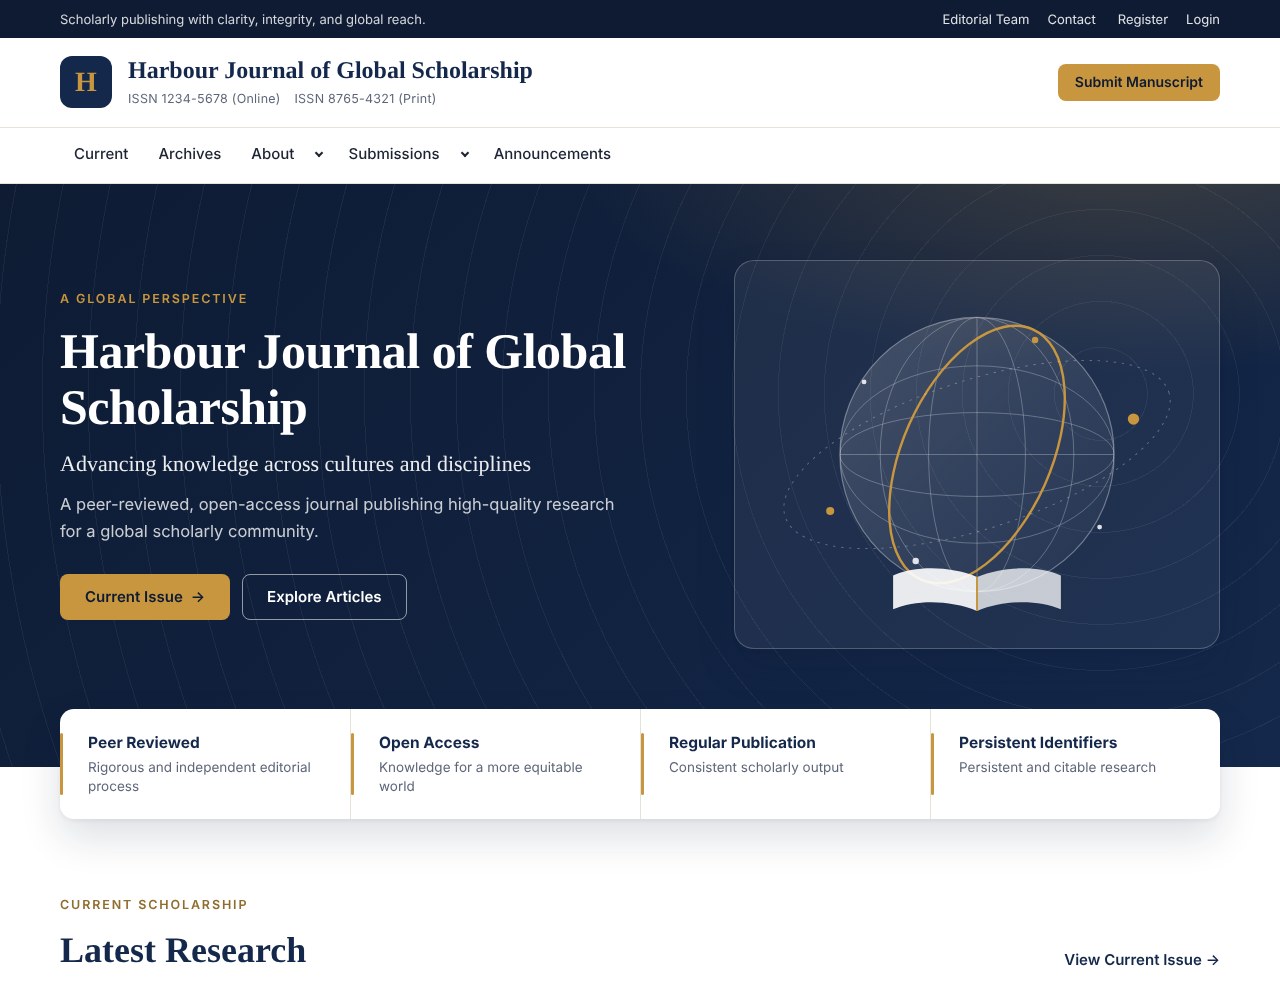 Scholarly publishing with clarity, integrity, and global reach.
Editorial Team Contact Register Login
H
Harbour Journal of Global Scholarship
ISSN 1234-5678 (Online) ISSN 8765-4321 (Print)
Submit Manuscript
Current Archives About Submissions Announcements
A GLOBAL PERSPECTIVE
Harbour Journal of Global
Scholarship
Advancing knowledge across cultures and disciplines
A peer-reviewed, open-access journal publishing high-quality research
for a global scholarly community.
Current Issue →
Explore Articles
Peer Reviewed
Rigorous and independent editorial
process
Open Access
Knowledge for a more equitable
world
Regular Publication
Consistent scholarly output
Persistent Identifiers
Persistent and citable research
CURRENT SCHOLARSHIP
Latest Research
View Current Issue →